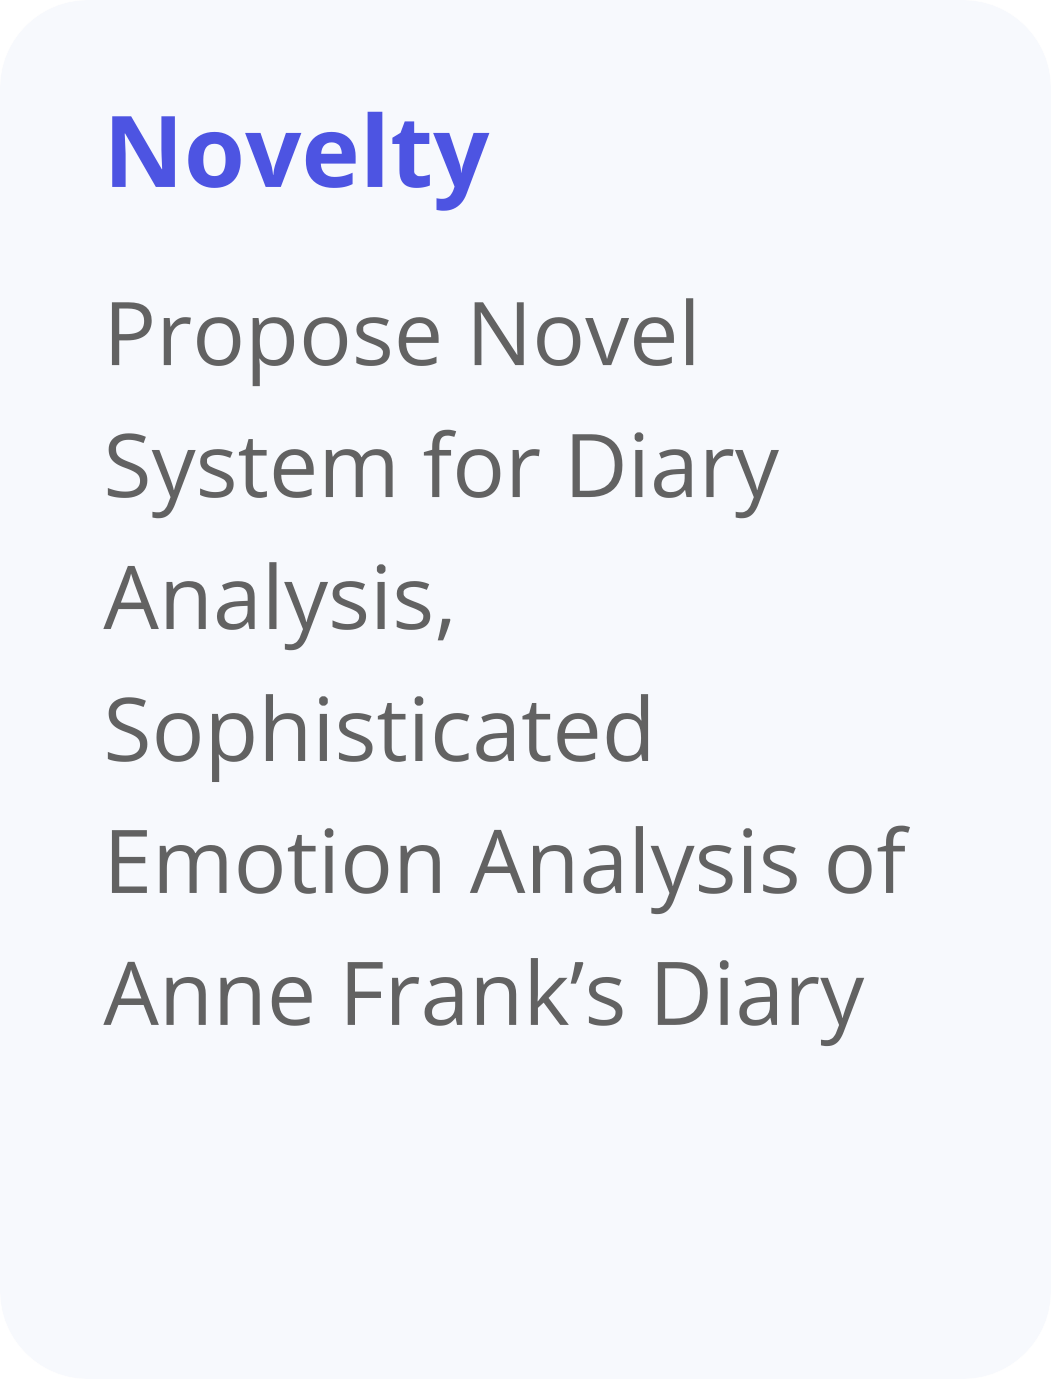 Novelty
Propose Novel
System for Diary
Analysis,
Sophisticated
Emotion Analysis of
Anne Frank’s Diary